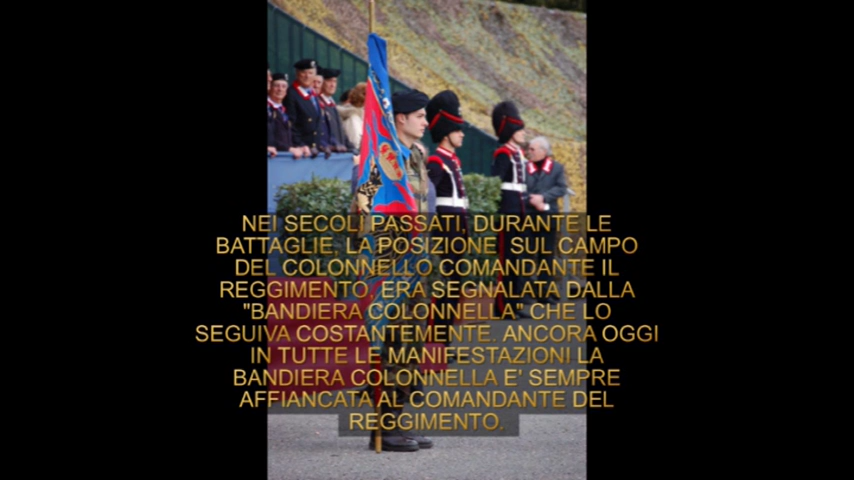 NEI SECOLI PASSATI, DURANTE LE
BATTAGLIE, LA POSIZIONE SUL CAMPO
DEL COLONNELLO COMANDANTE IL
REGGIMENTO, ERA SEGNALATA DALLA
"BANDIERA COLONNELLA" CHE LO
SEGUIVA COSTANTEMENTE. ANCORA OGGI
IN TUTTE LE MANIFESTAZIONI LA
BANDIERA COLONNELLA E' SEMPRE
AFFIANCATA AL COMANDANTE DEL
REGGIMENTO.